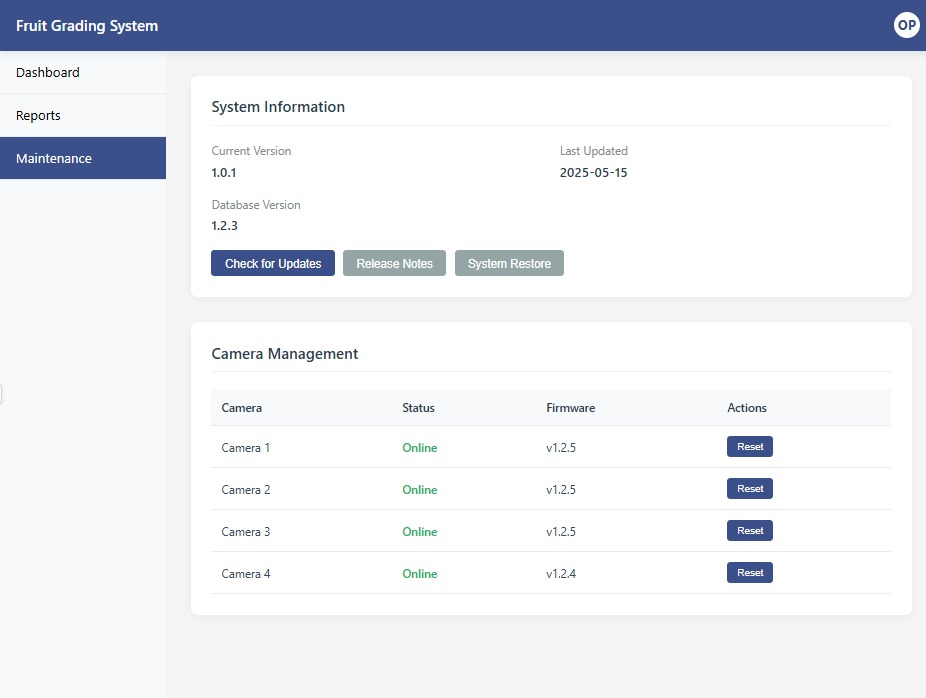 Fruit Grading System
OP
Dashboard
Reports
Maintenance
System Information
Current Version
Last Updated
1.0.1
2025-05-15
Database Version
1.2.3
Check for Updates
Release Notes
System Restore
Camera Management
Camera Status Firmware Actions
Camera 1 Online v1.2.5 Reset
Camera 2 Online v1.2.5 Reset
Camera 3 Online v1.2.5 Reset
Camera 4 Online v1.2.4 Reset